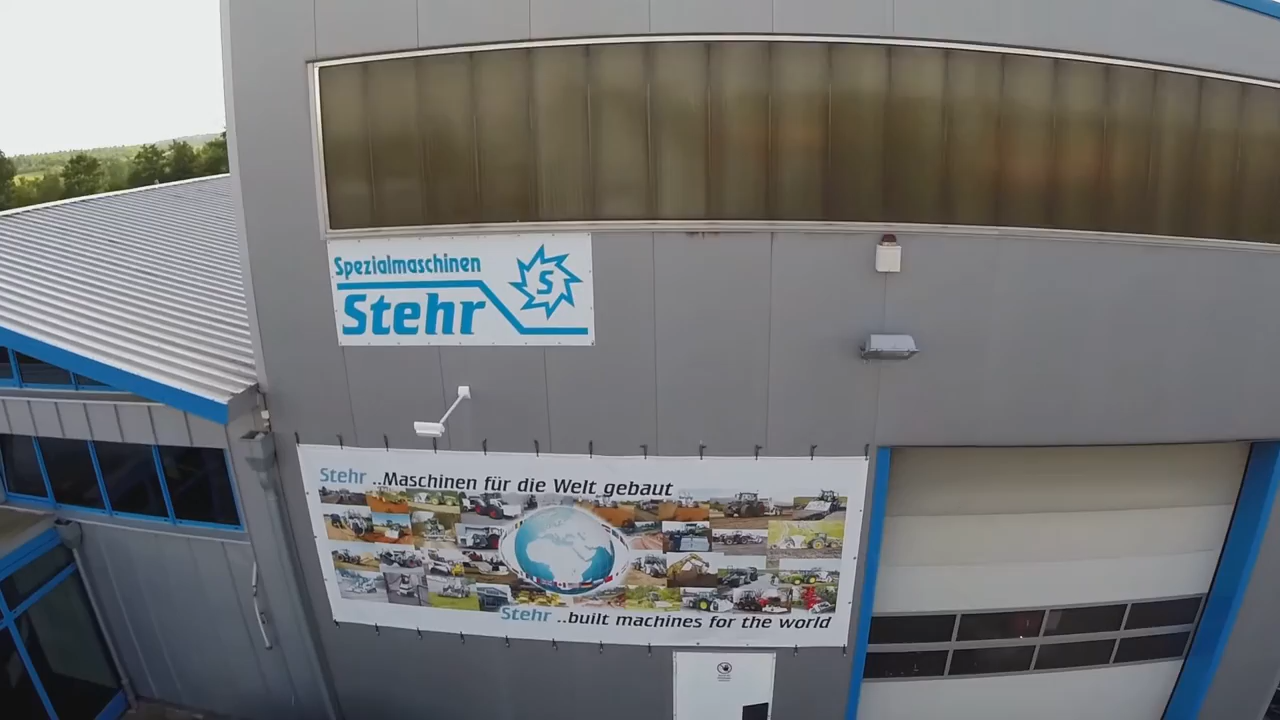 Spezialmaschinen
S
Stehr
Stehr ..Maschinen für die Welt gebaut
Stehr ..built machines for the world